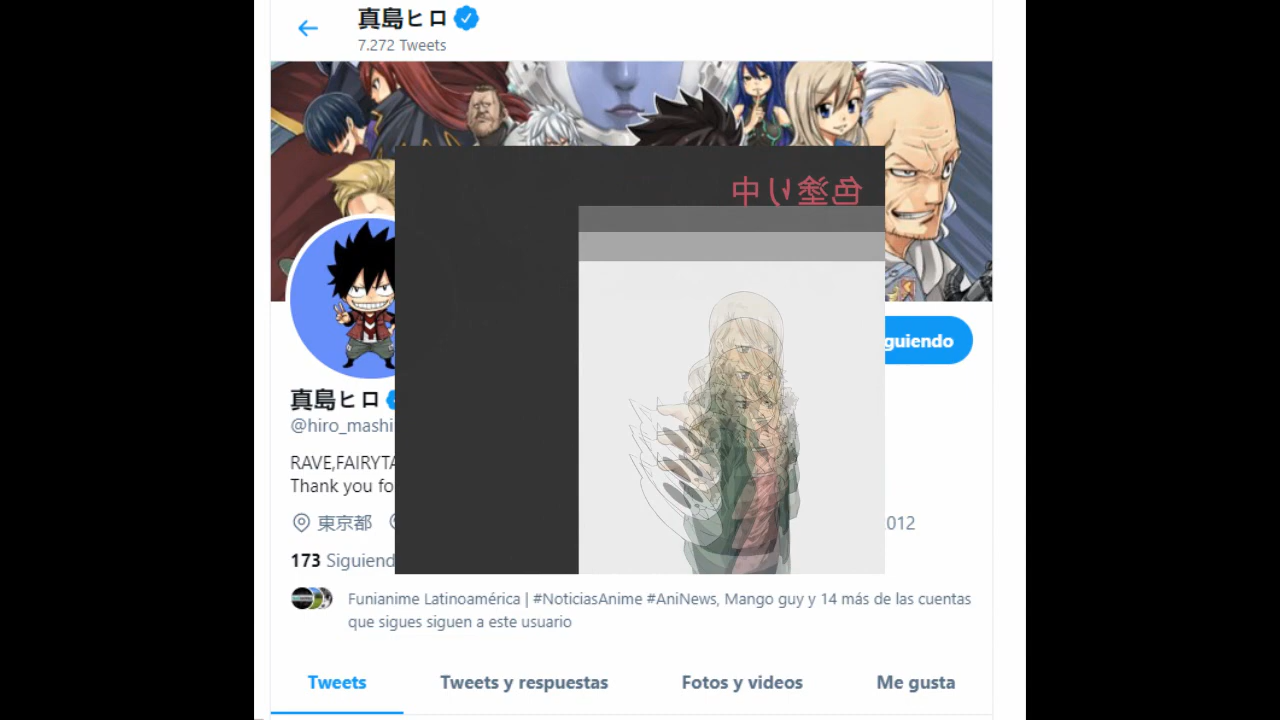 真島ヒロ
7.272 Tweets
色塗り中
guiendo
真島ヒロ
@hiro_mashi
RAVE,FAIRYTA
Thank you fo
東京都
012
173 Siguiend
Funianime Latinoamérica | #NoticiasAnime #AniNews, Mango guy y 14 más de las cuentas
que sigues siguen a este usuario
Tweets Tweets y respuestas Fotos y videos Me gusta